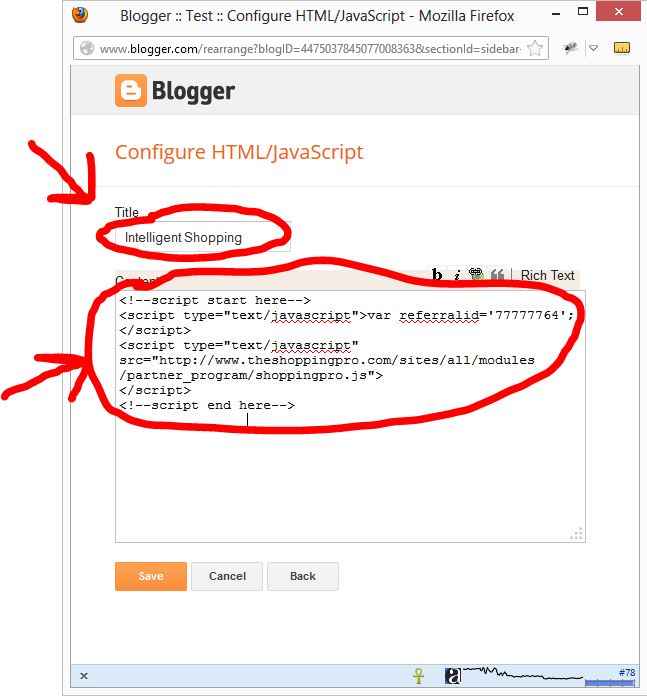 Blogger :: Test :: Configure HTML/JavaScript - Mozilla Firefox
www.blogger.com/rearrange?blogID=4475037845077008363&sectionId=sidebar-
Blogger
Configure HTML/JavaScript
Title
Intelligent Shopping
Content
b i Rich Text
<!--script start here-->
<script type="text/javascript">var referralid='77777764';
</script>
<script type="text/javascript"
src="http://www.theshoppingpro.com/sites/all/modules
/partner_program/shoppingpro.js">
</script>
<!--script end here-->
Save Cancel Back
#78